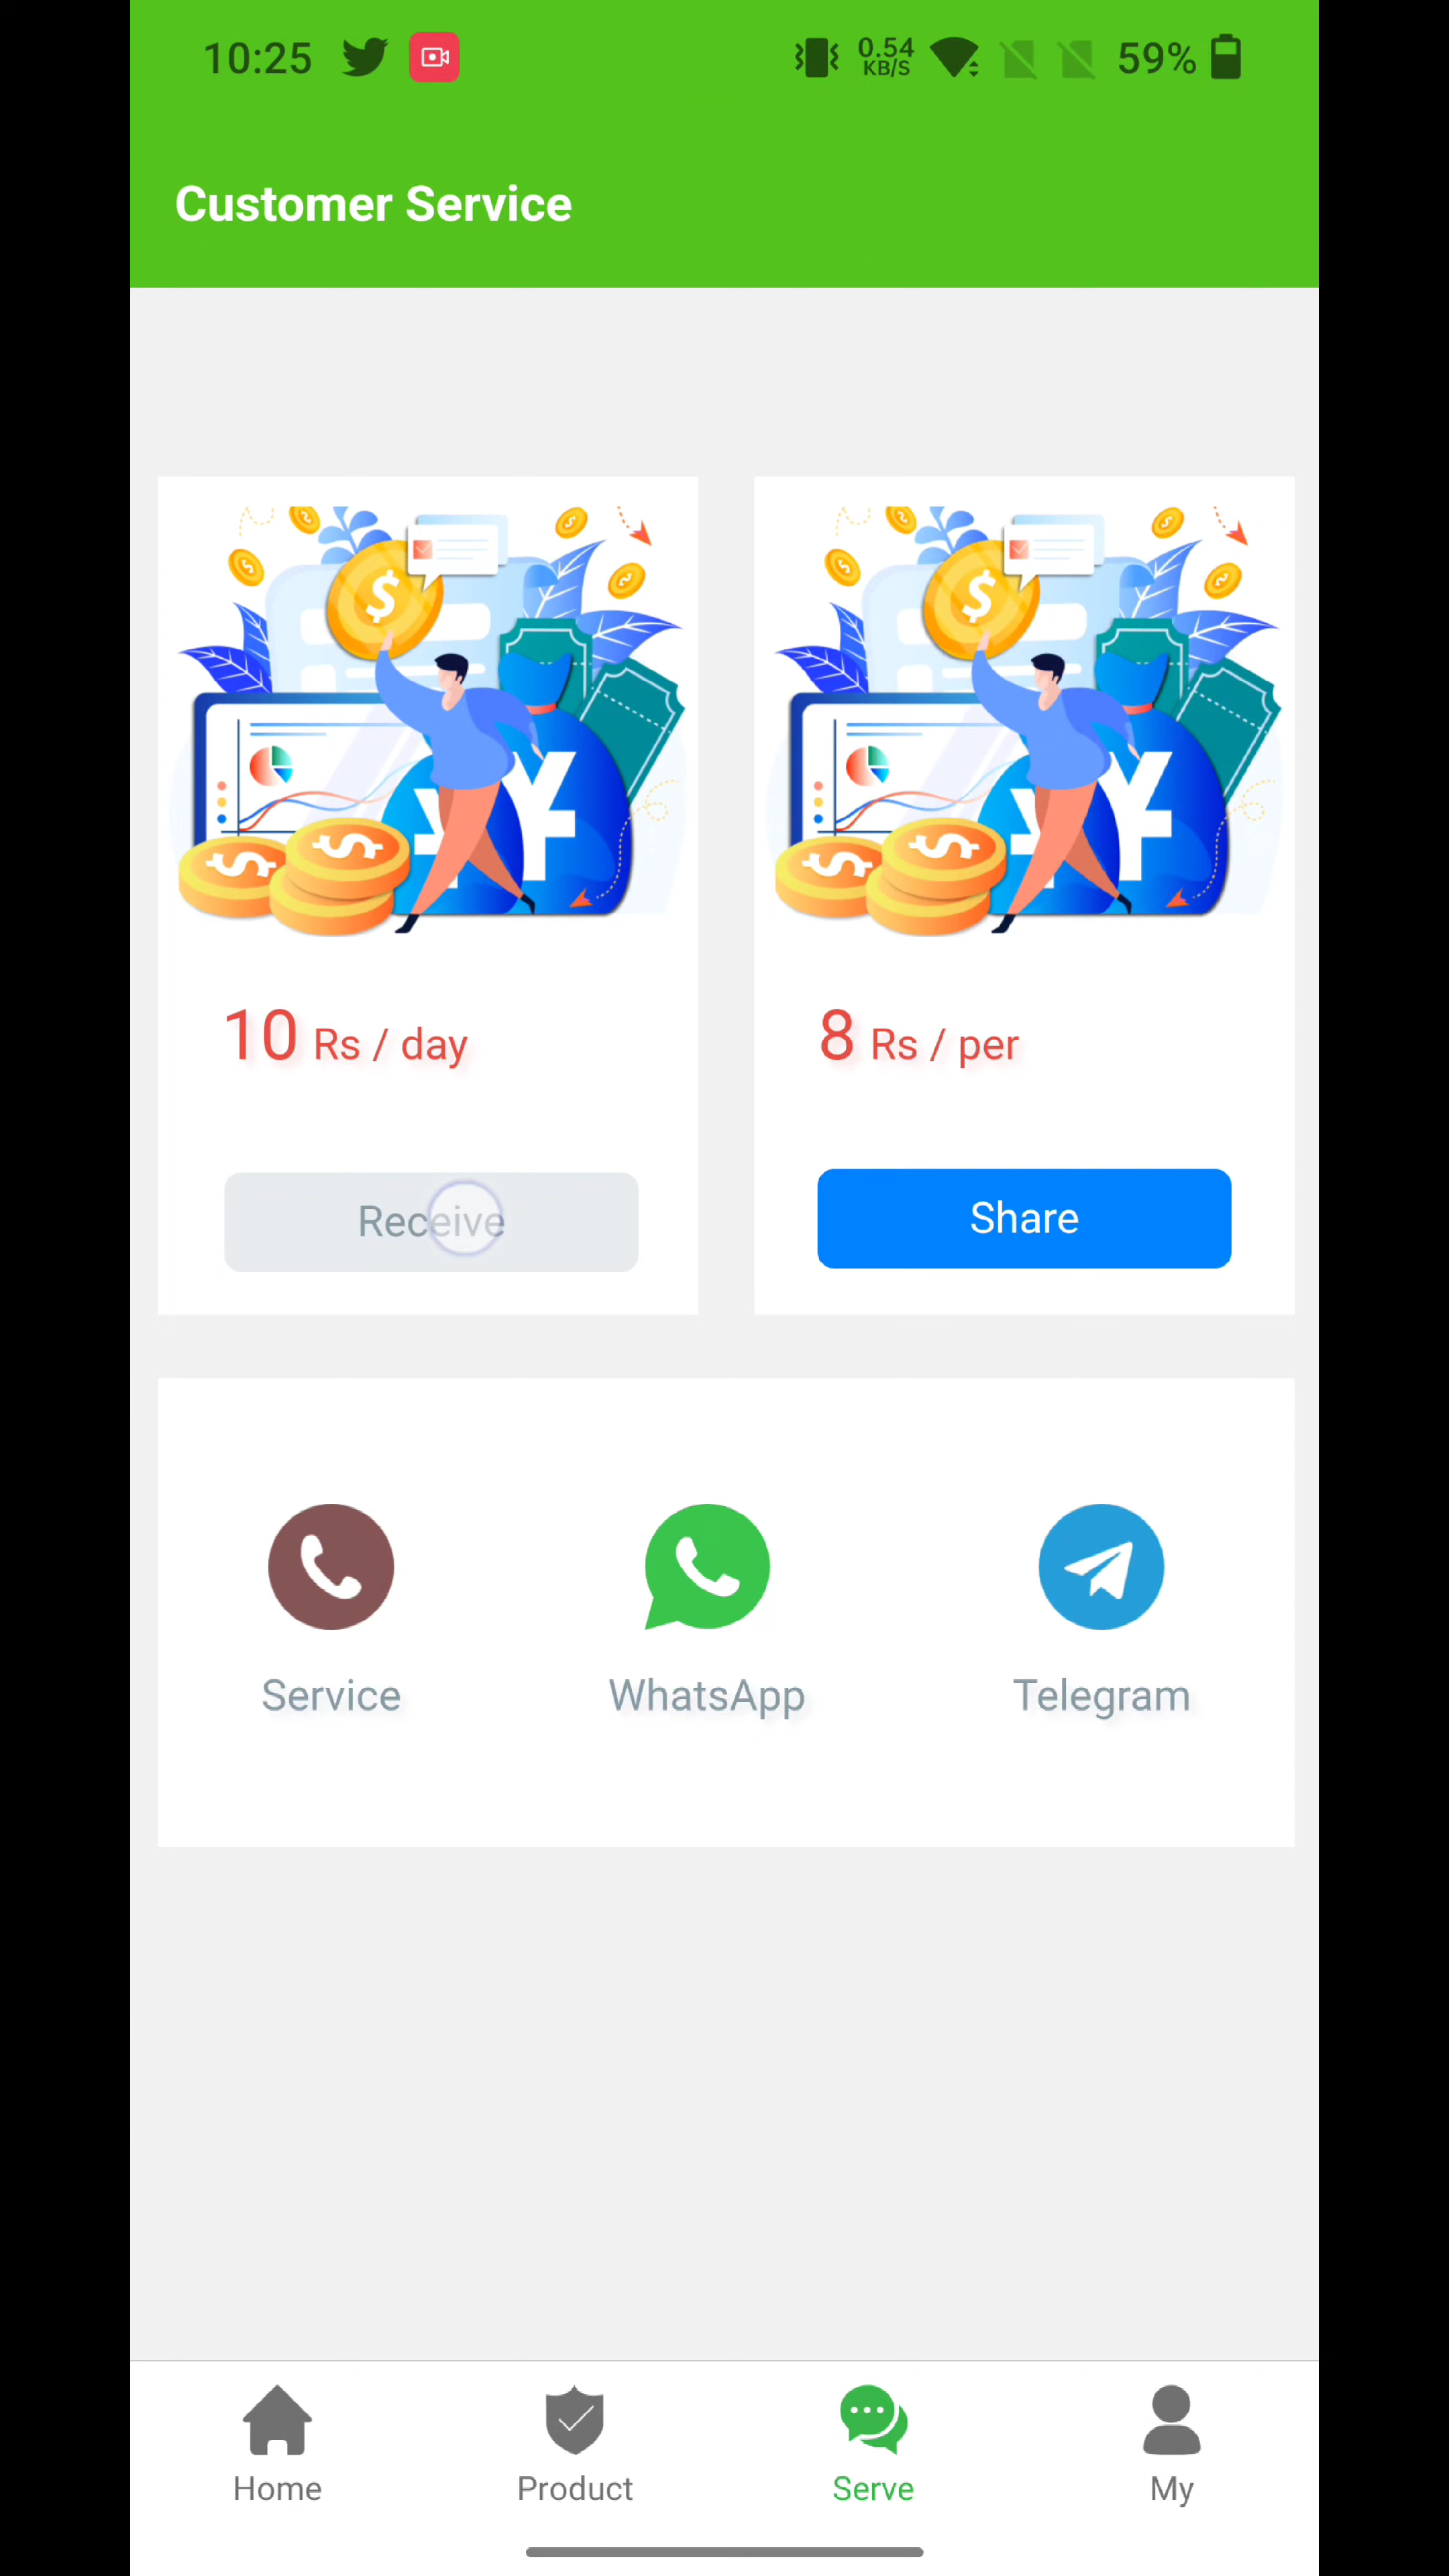 10:25
0.54
KB/S
59%
Customer Service
10 Rs / day
8 Rs / per
Receive
Share
Service
WhatsApp
Telegram
Home
Product
Serve
My